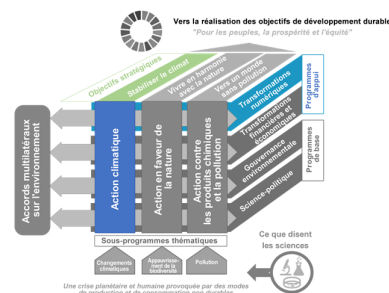 Vers la réalisation des objectifs de développement durable
"Pour les peuples, la prospérité et l'équité"
Objectifs stratégiques
Stabiliser le climat
Vivre en harmonie
avec la nature
Vers un monde
sans pollution
Transformations
numériques
Programmes
d'appui
Transformations
financières et
économiques
Gouvernance
environnementale
Science-politique
Programmes
de base
Accords multilatéraux
sur l'environnement
Action climatique
Action en faveur de
la nature
Action contre
les produits chimiques
et la pollution
Sous-programmes thématiques
Changements
climatiques
Appauvrisse-
ment de la
biodiversité
Pollution
Ce que disent
les sciences
Une crise planétaire et humaine provoquée par des modes
de production et de consommation non durables